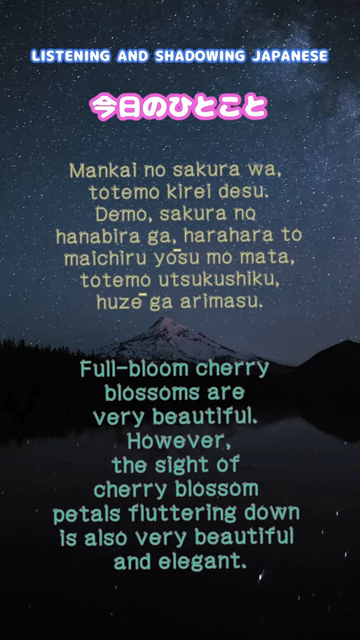 LISTENING AND SHADOWING JAPANESE
今日のひとこと
Mankai no sakura wa,
totemo kirei desu.
Demo, sakura no
hanabira ga, harahara to
maichiru yōsu mo mata,
totemo utsukushiku,
huzē ga arimasu.
Full-bloom cherry
blossoms are
very beautiful.
However,
the sight of
cherry blossom
petals fluttering down
is also very beautiful
and elegant.